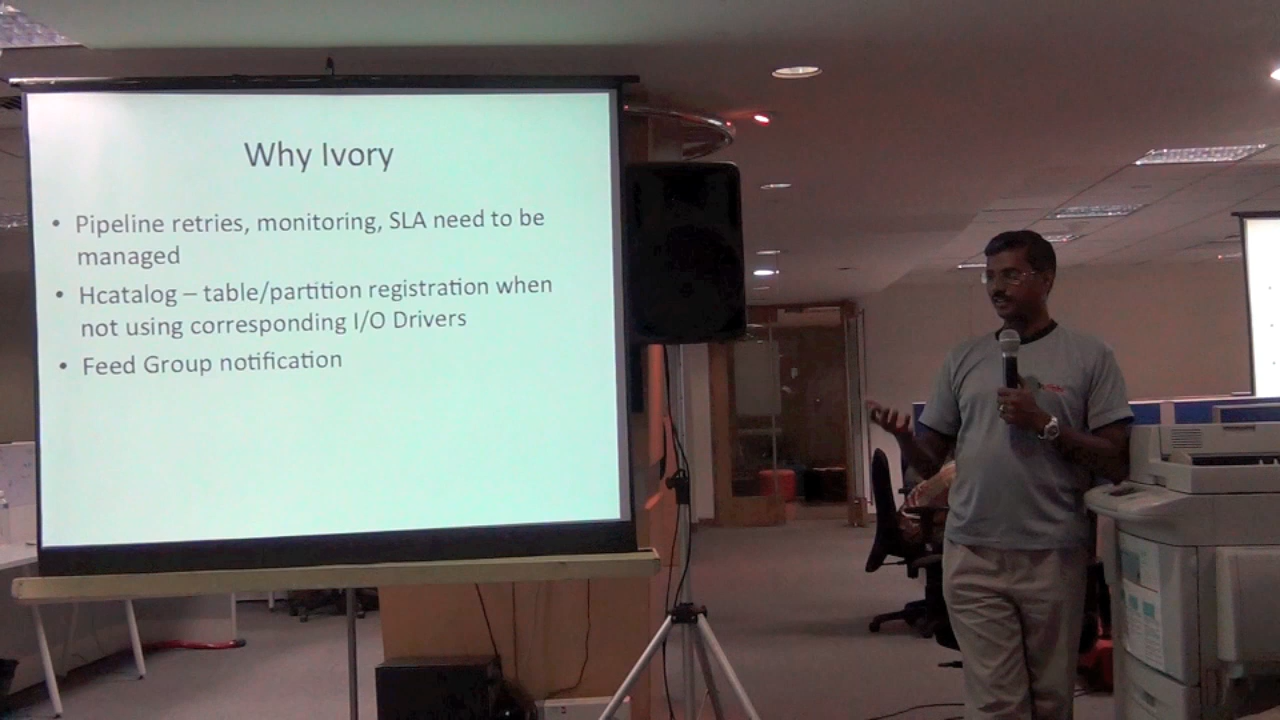 Why Ivory
• Pipeline retries, monitoring, SLA need to be
managed
• Hcatalog – table/partition registration when
not using corresponding I/O Drivers
• Feed Group notification